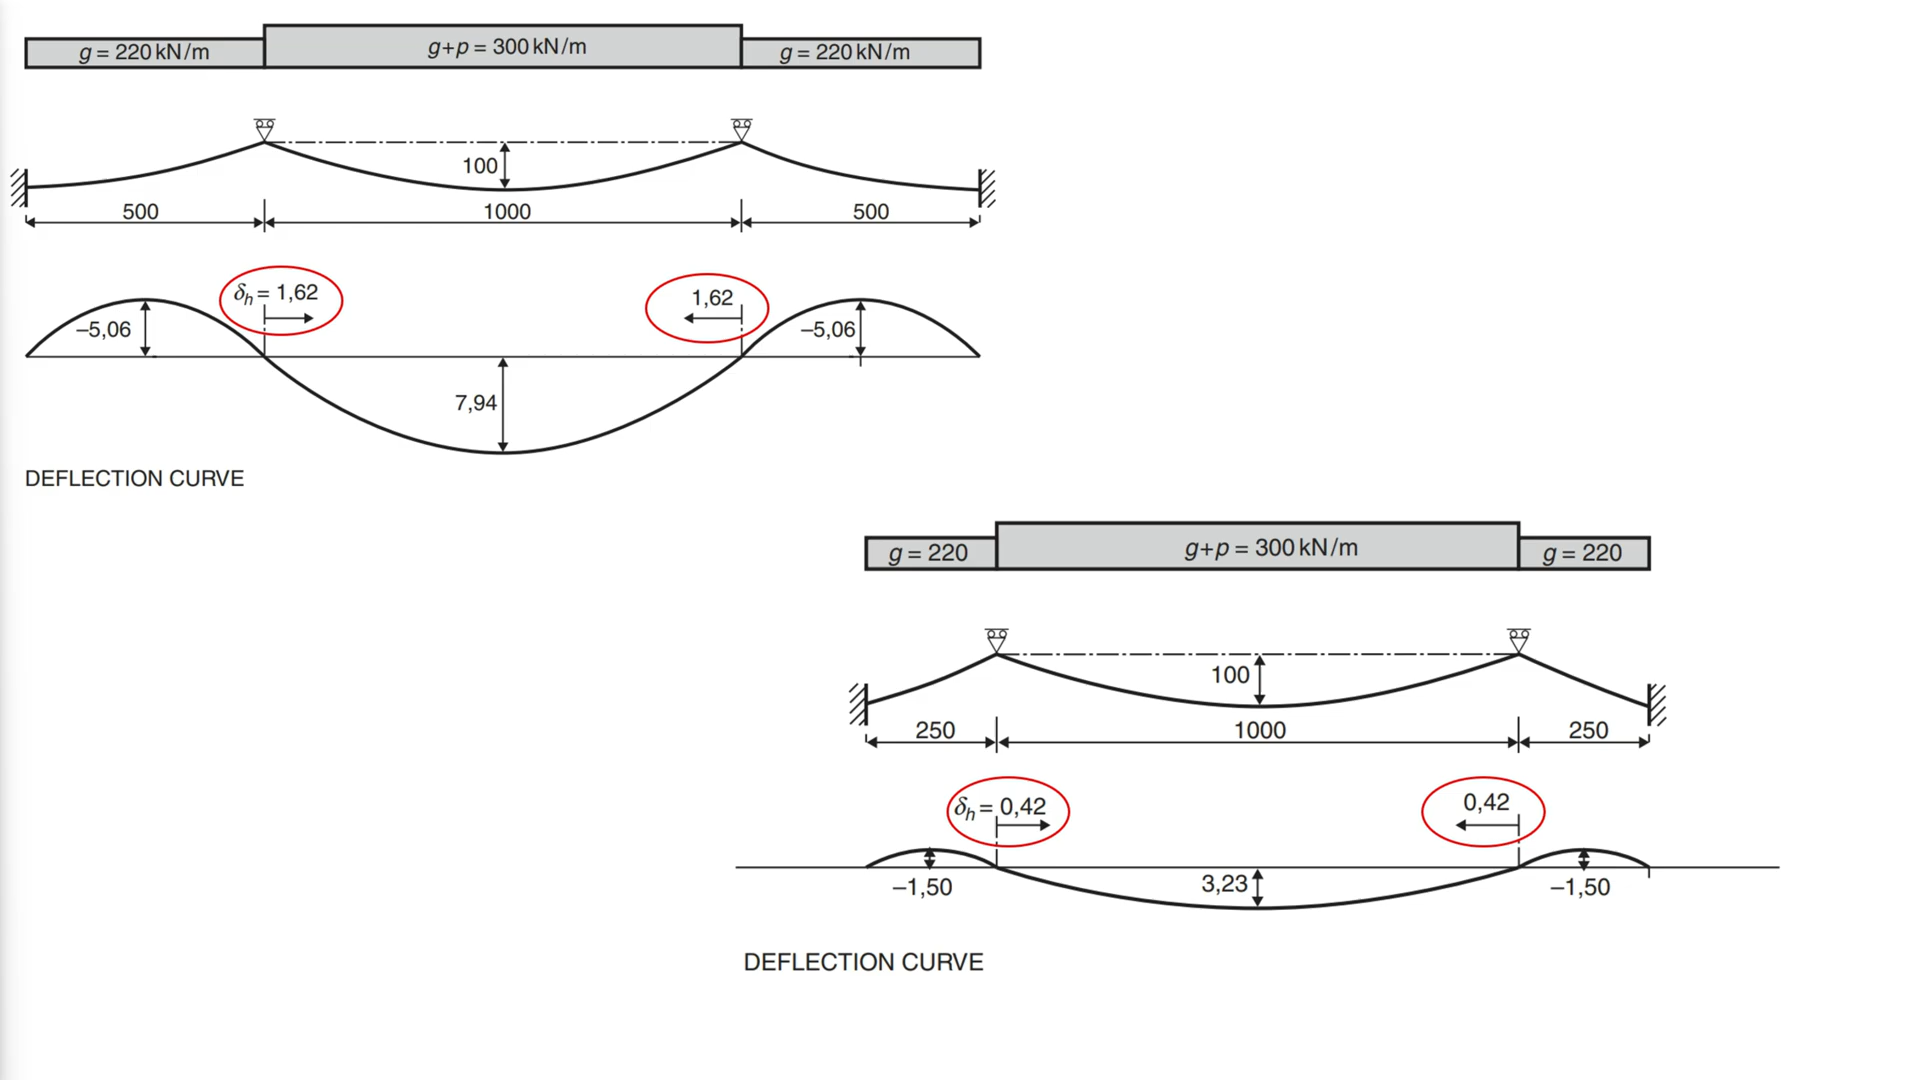 g = 220 kN/m
g+p = 300 kN/m
g = 220 kN/m
100
500
1000
500
δh = 1,62
1,62
–5,06
–5,06
7,94
DEFLECTION CURVE
g = 220
g+p = 300 kN/m
g = 220
100
250
1000
250
δh = 0,42
0,42
–1,50
3,23
–1,50
DEFLECTION CURVE